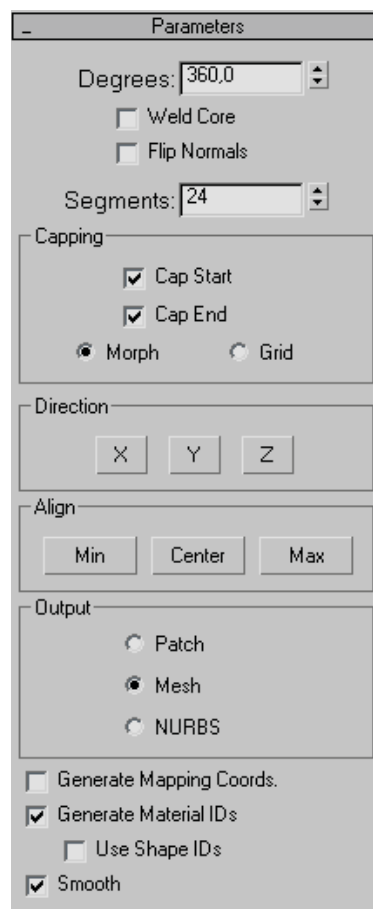 - Parameters
Degrees: 360,0
Weld Core
Flip Normals
Segments: 24
Capping
Cap Start
Cap End
Morph Grid
Direction
X Y Z
Align
Min Center Max
Output
Patch
Mesh
NURBS
Generate Mapping Coords.
Generate Material IDs
Use Shape IDs
Smooth